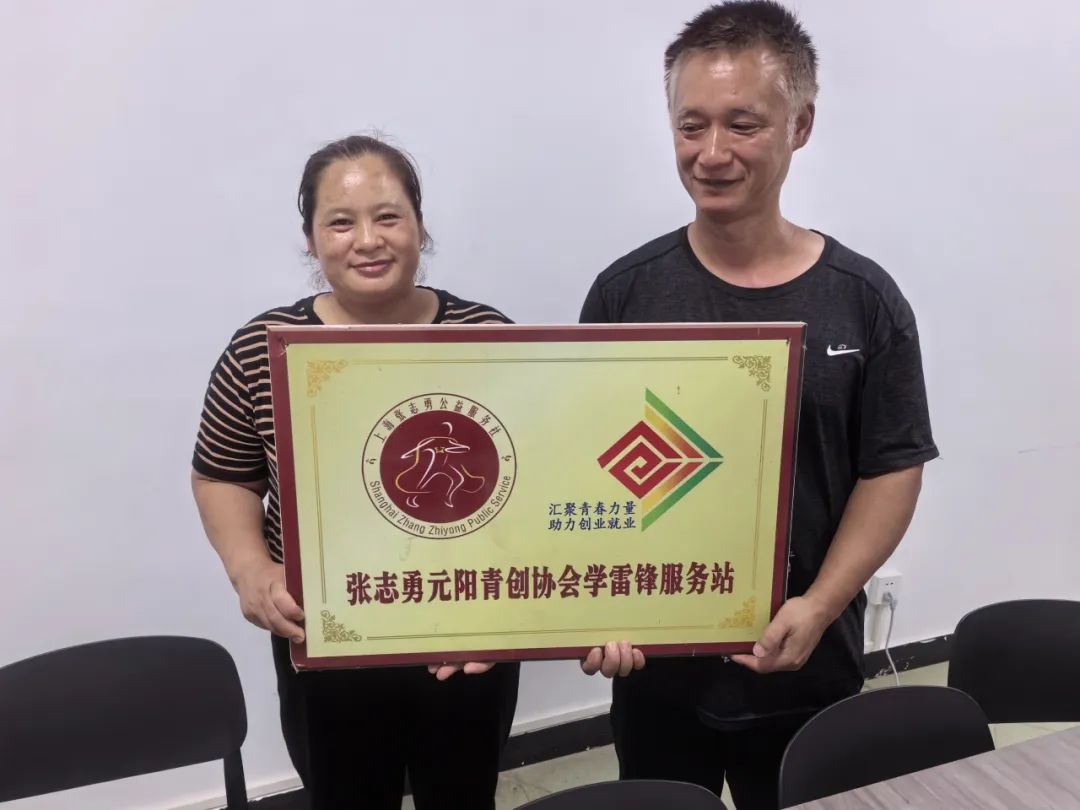 上海张志勇公益服务社
Shanghai Zhang Zhiyong Public Service
汇聚青春力量
助力创业就业
张志勇元阳青创协会学雷锋服务站